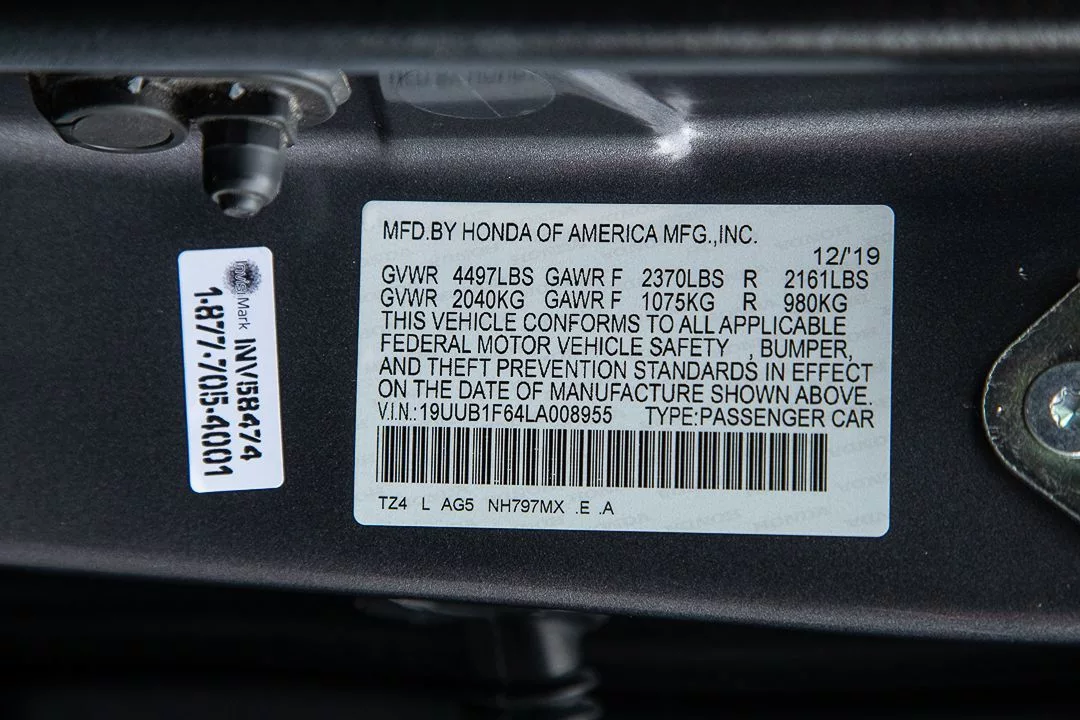 MFD.BY HONDA OF AMERICA MFG.,INC.
12/'19
GVWR 4497LBS GAWR F 2370LBS R 2161LBS
GVWR 2040KG GAWR F 1075KG R 980KG
THIS VEHICLE CONFORMS TO ALL APPLICABLE
FEDERAL MOTOR VEHICLE SAFETY , BUMPER,
AND THEFT PREVENTION STANDARDS IN EFFECT
ON THE DATE OF MANUFACTURE SHOWN ABOVE.
V.I.N.:19UUB1F64LA008955 TYPE:PASSENGER CAR
TZ4 L AG5 NH797MX .E .A
Mark INV158474
1-877-705-4001